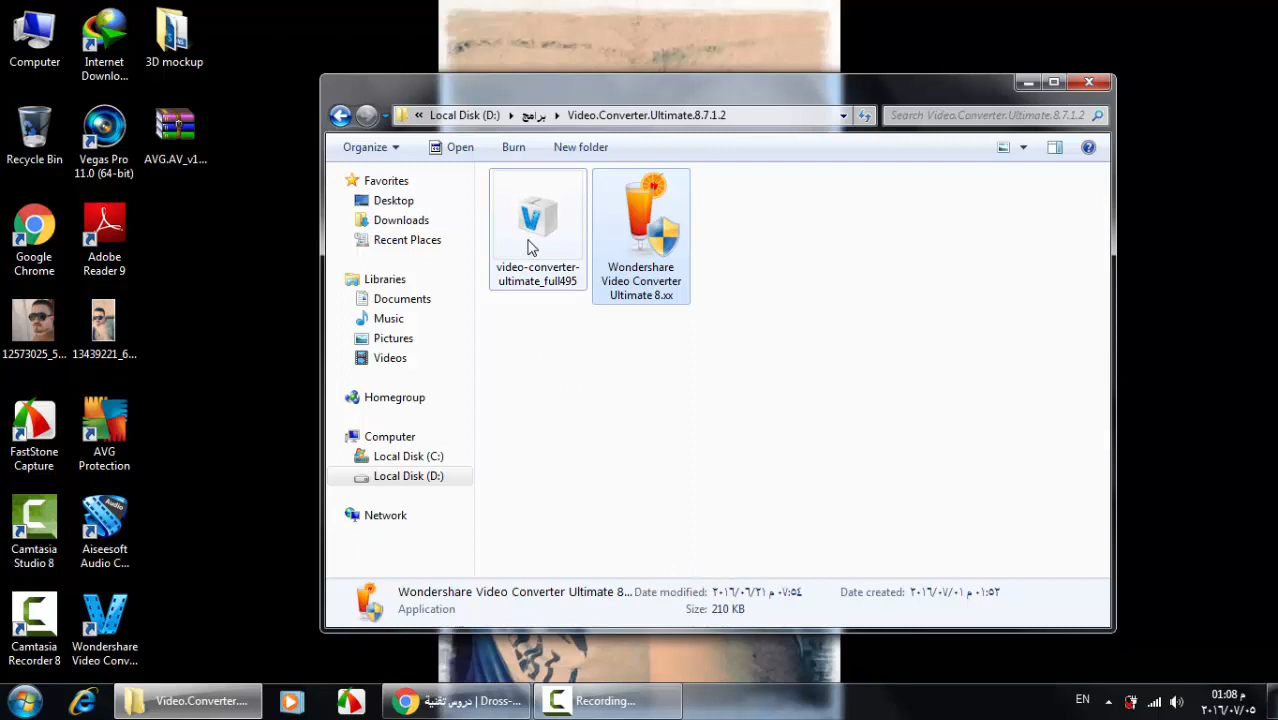 Computer
Internet
Downlo...
3D mockup
Recycle Bin
Vegas Pro
11.0 (64-bit)
AVG.AV_v1...
Google
Chrome
Adobe
Reader 9
12573025_5...
13439221_6...
FastStone
Capture
AVG
Protection
Camtasia
Studio 8
Audio
Aiseesoft
Audio C...
Camtasia
Recorder 8
Wondershare
Video Conv...
« Local Disk (D:) ▸ برامج ▸ Video.Converter.Ultimate.8.7.1.2
Search Video.Converter.Ultimate.8.7.1.2
Organize
Open
Burn
New folder
Favorites
Desktop
Downloads
Recent Places
Libraries
Documents
Music
Pictures
Videos
Homegroup
Computer
Local Disk (C:)
Local Disk (D:)
Network
video-converter-
ultimate_full495
Wondershare
Video Converter
Ultimate 8.xx
Wondershare Video Converter Ultimate 8...
Date modified: ٢٠١٦/٠٦/٢١ م ٠٧:٥٤
Date created: ٢٠١٦/٠٧/٠١ م ٠١:٥٢
Application
Size: 210 KB
Video.Converter....
دروس تقنية | Dross-...
Recording...
EN
م 01:08
٢٠١٦/٠٧/٠٥